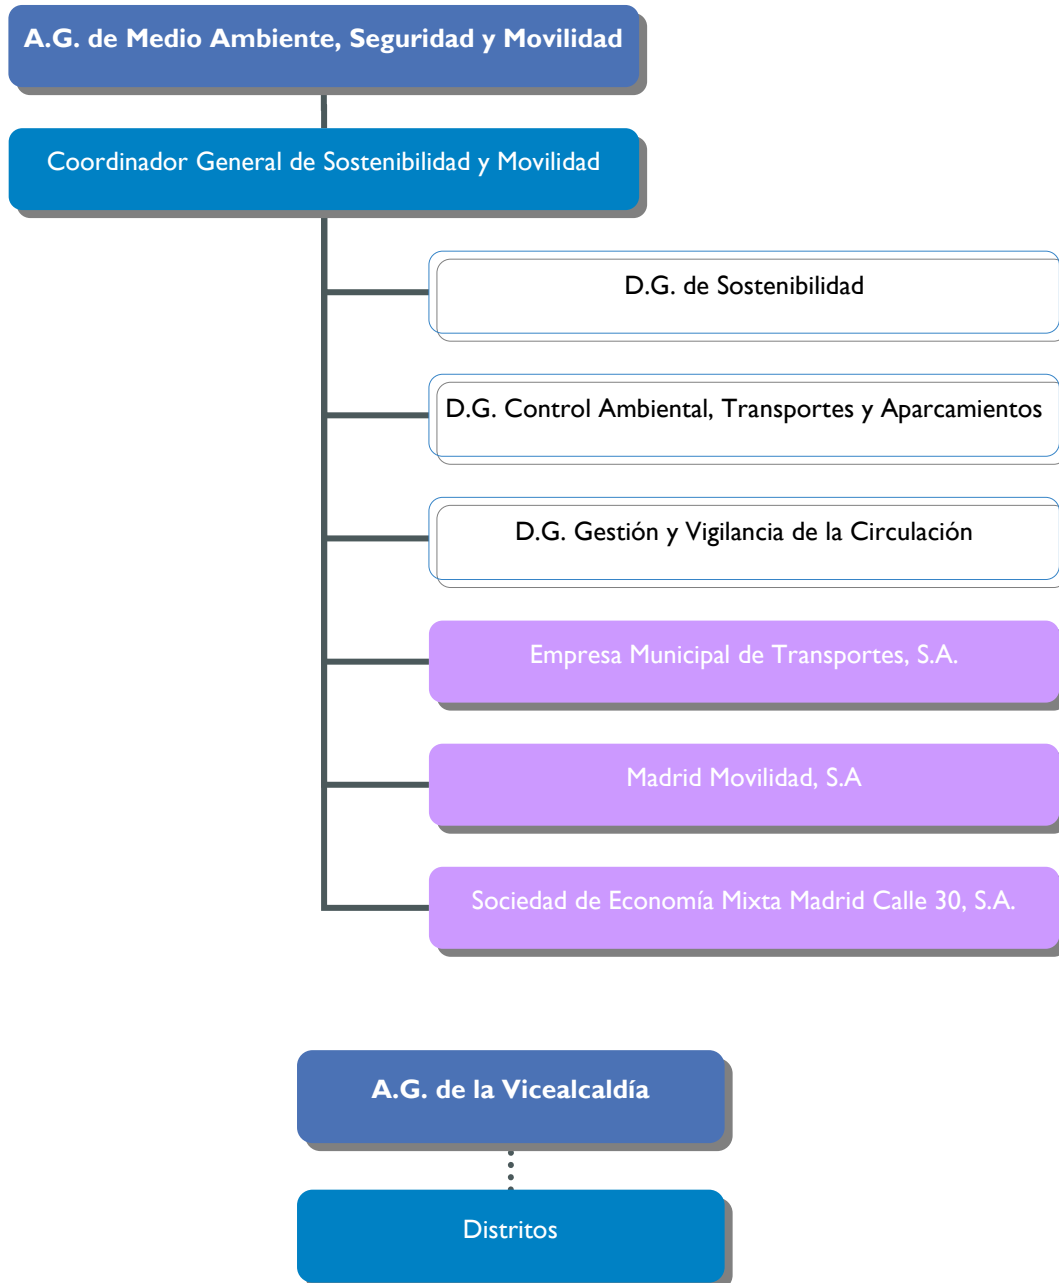 A.G. de Medio Ambiente, Seguridad y Movilidad
Coordinador General de Sostenibilidad y Movilidad
D.G. de Sostenibilidad
D.G. Control Ambiental, Transportes y Aparcamientos
D.G. Gestión y Vigilancia de la Circulación
Empresa Municipal de Transportes, S.A.
Madrid Movilidad, S.A
Sociedad de Economía Mixta Madrid Calle 30, S.A.
A.G. de la Vicealcaldía
Distritos